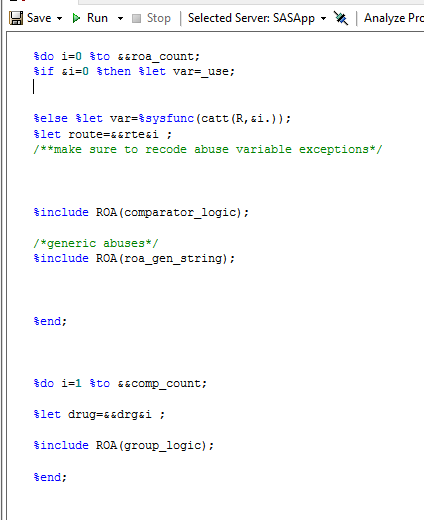 Save Run Stop Selected Server: SASApp Analyze Pro
%do i=0 %to &&roa_count;
%if &i=0 %then %let var=_use;
%else %let var=%sysfunc(catt(R,&i.));
%let route=&&rte&i ;
/**make sure to recode abuse variable exceptions*/
%include ROA(comparator_logic);
/*generic abuses*/
%include ROA(roa_gen_string);
%end;
%do i=1 %to &&comp_count;
%let drug=&&drg&i ;
%include ROA(group_logic);
%end;